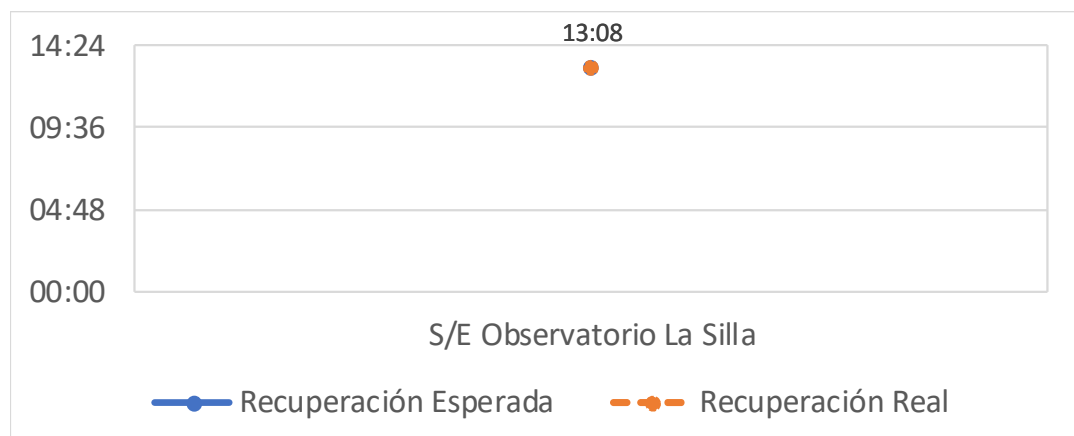 13:08
14:24
09:36
04:48
00:00
S/E Observatorio La Silla
Recuperación Esperada
Recuperación Real